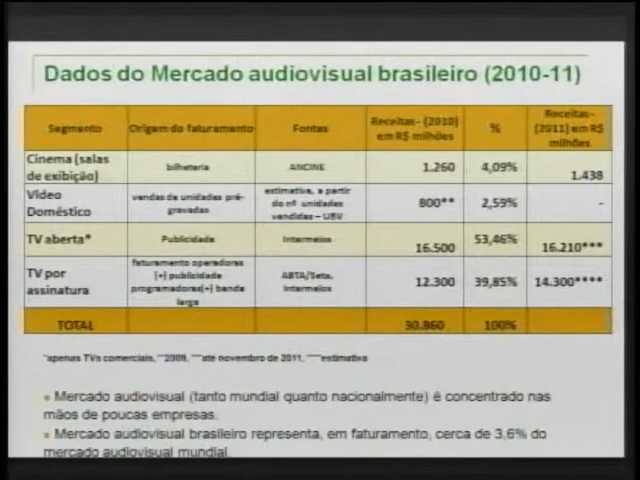 Dados do Mercado audiovisual brasileiro (2010-11)
Segmento Origem do faturamento Fontes Receitas- (2010) em R$ milhões % Receitas- (2011) em R$ milhões
Cinema (salas de exibição) bilheteria ANCINE 1.260 4,09% 1.438
Vídeo Doméstico vendas de unidades pré-gravadas estimativa, a partir do nº unidades vendidas – UBV 800** 2,59% -
TV aberta* Publicidade Intermeios 16.500 53,46% 16.210***
TV por assinatura faturamento operadores (+) publicidade programadores(+) banda larga ABTA/Seta, Intermeios 12.300 39,85% 14.300****
TOTAL 30.860 100%
*apenas TVs comerciais, **2009, ***até novembro de 2011, ****estimativa
Mercado audiovisual (tanto mundial quanto nacionalmente) é concentrado nas
mãos de poucas empresas.
Mercado audiovisual brasileiro representa, em faturamento, cerca de 3,6% do
mercado audiovisual mundial.